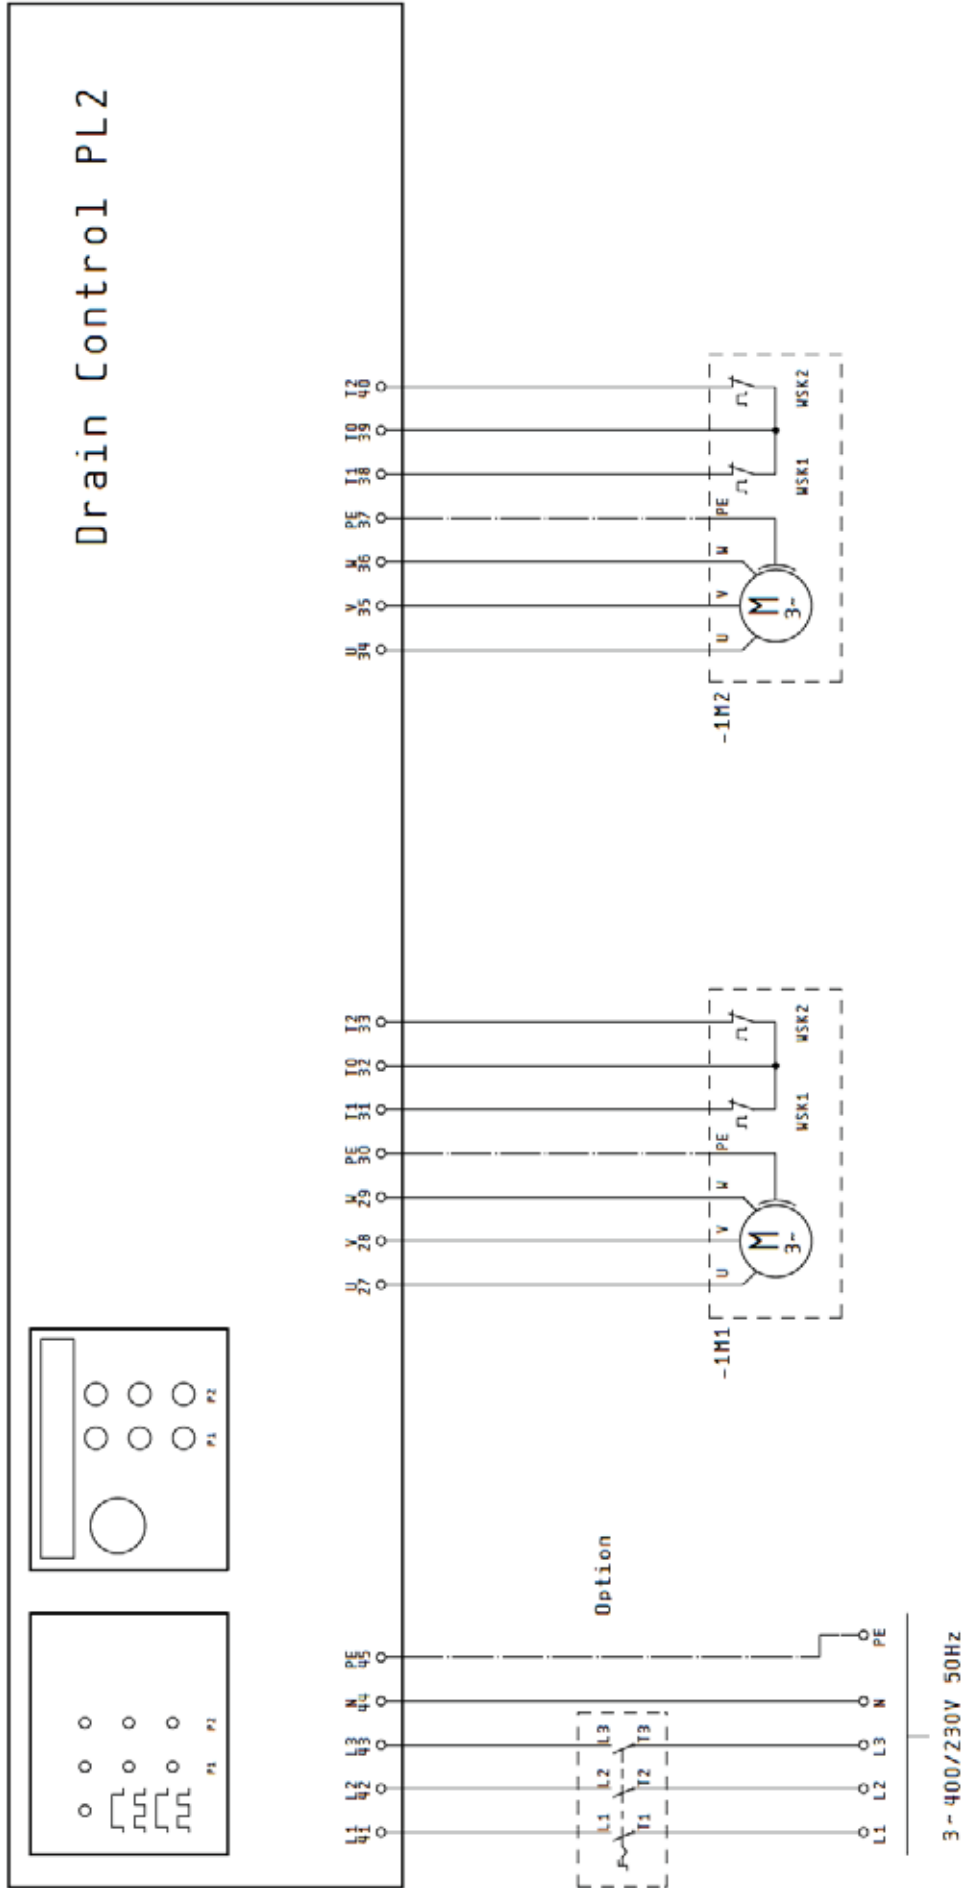 Drain Control PL2
P1 P2
P1 P2
L1 L2 L3 N PE
41 42 43 44 45
U V W PE T1 T0 T2
27 28 29 30 31 32 33
U V W PE T1 T0 T2
34 35 36 37 38 39 40
Option
L1 L2 L3
T1 T2 T3
L1 L2 L3 N PE
3~400/230V 50Hz
-1M1
U V W PE
M
3~
WSK1 WSK2
-1M2
U V W PE
M
3~
WSK1 WSK2